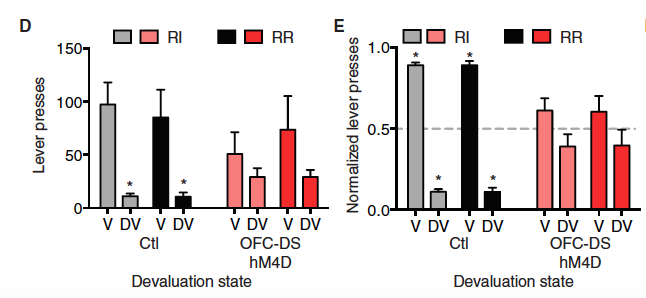 D
RI RR
Lever presses
150
100
50
0
* *
V DV V DV V DV V DV
Ctl OFC-DS
hM4D
Devaluation state
E
RI RR
Normalized lever presses
1.0
0.5
0.0
* * * *
V DV V DV V DV V DV
Ctl OFC-DS
hM4D
Devaluation state